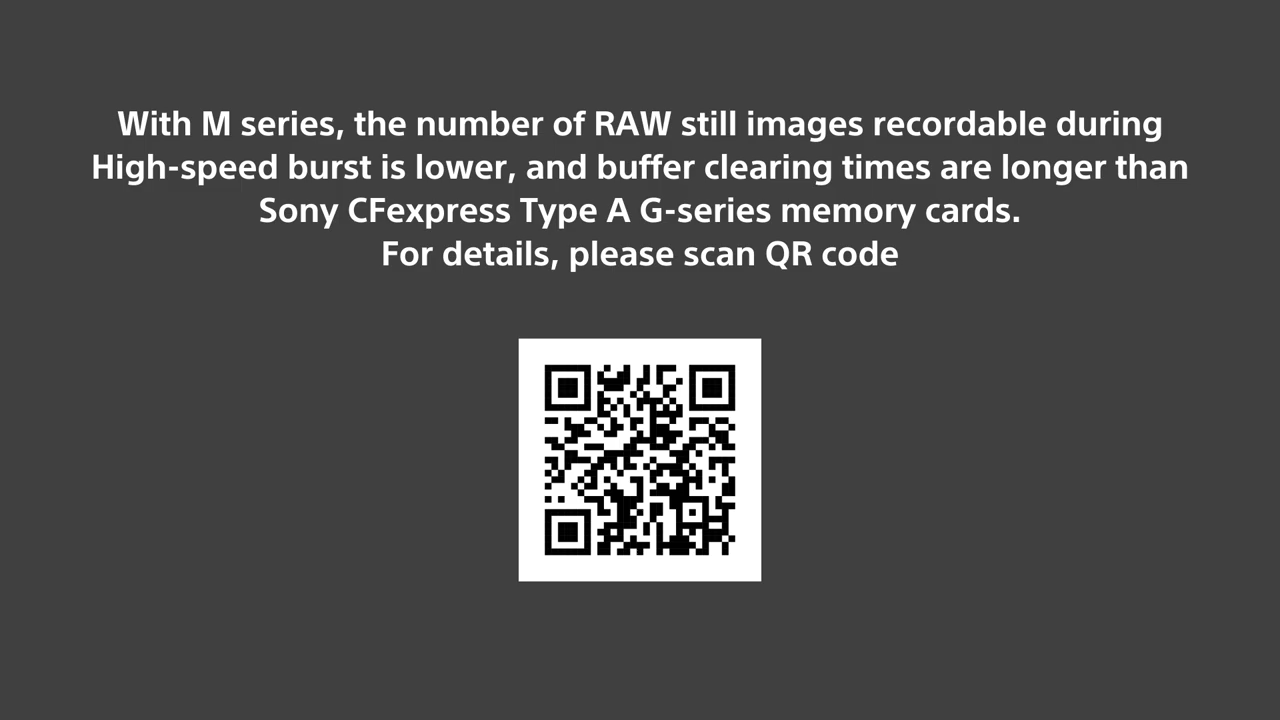 With M series, the number of RAW still images recordable during
High-speed burst is lower, and buffer clearing times are longer than
Sony CFexpress Type A G-series memory cards.
For details, please scan QR code